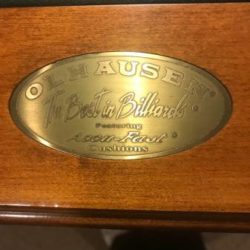 OLHAUSEN®
The Best in Billiards®
Featuring
Accu-Fast®
Cushions